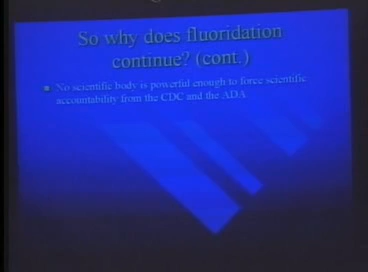 So why does fluoridation
continue? (cont.)
No scientific body is powerful enough to force scientific
accountability from the CDC and the ADA